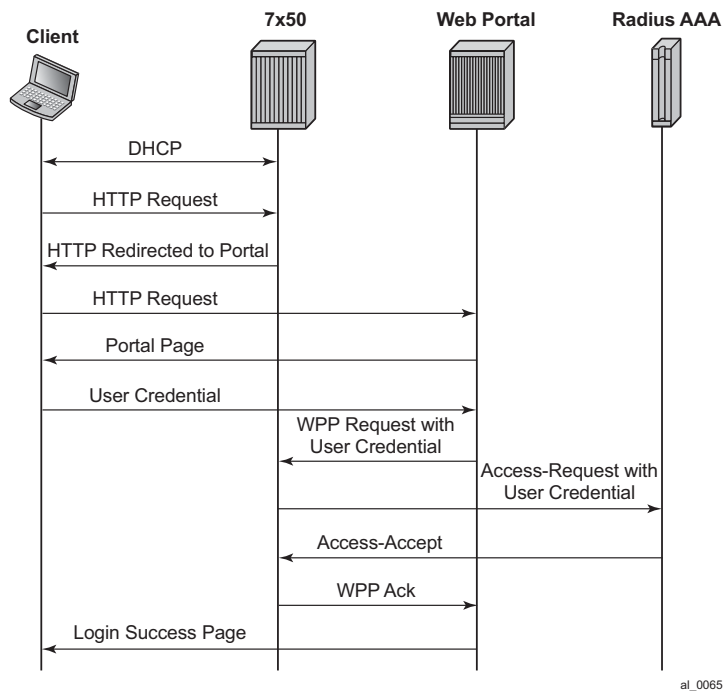 Client
7x50
Web Portal
Radius AAA
DHCP
HTTP Request
HTTP Redirected to Portal
HTTP Request
Portal Page
User Credential
WPP Request with
User Credential
Access-Request with
User Credential
Access-Accept
WPP Ack
Login Success Page
al_0065